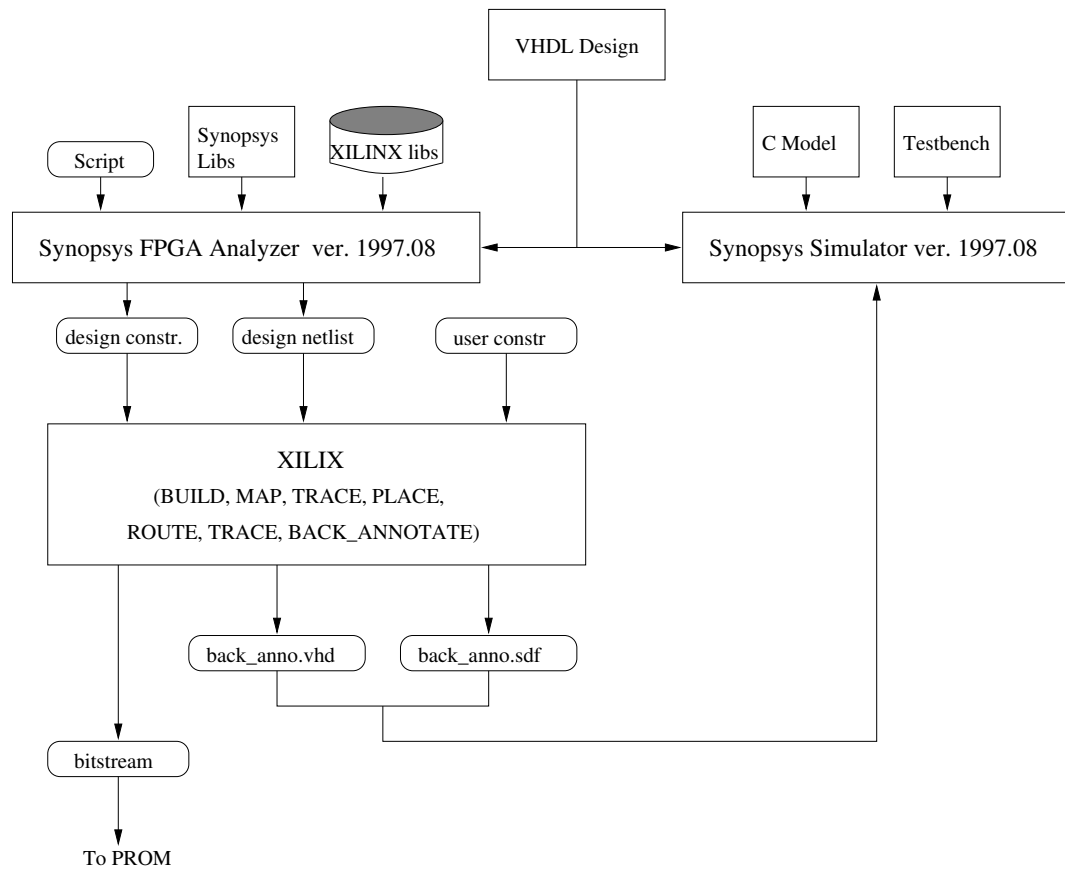 VHDL Design
Script
Synopsys
Libs
XILINX libs
C Model
Testbench
Synopsys FPGA Analyzer ver. 1997.08
Synopsys Simulator ver. 1997.08
design constr.
design netlist
user constr
XILIX
(BUILD, MAP, TRACE, PLACE,
ROUTE, TRACE, BACK_ANNOTATE)
back_anno.vhd
back_anno.sdf
bitstream
To PROM